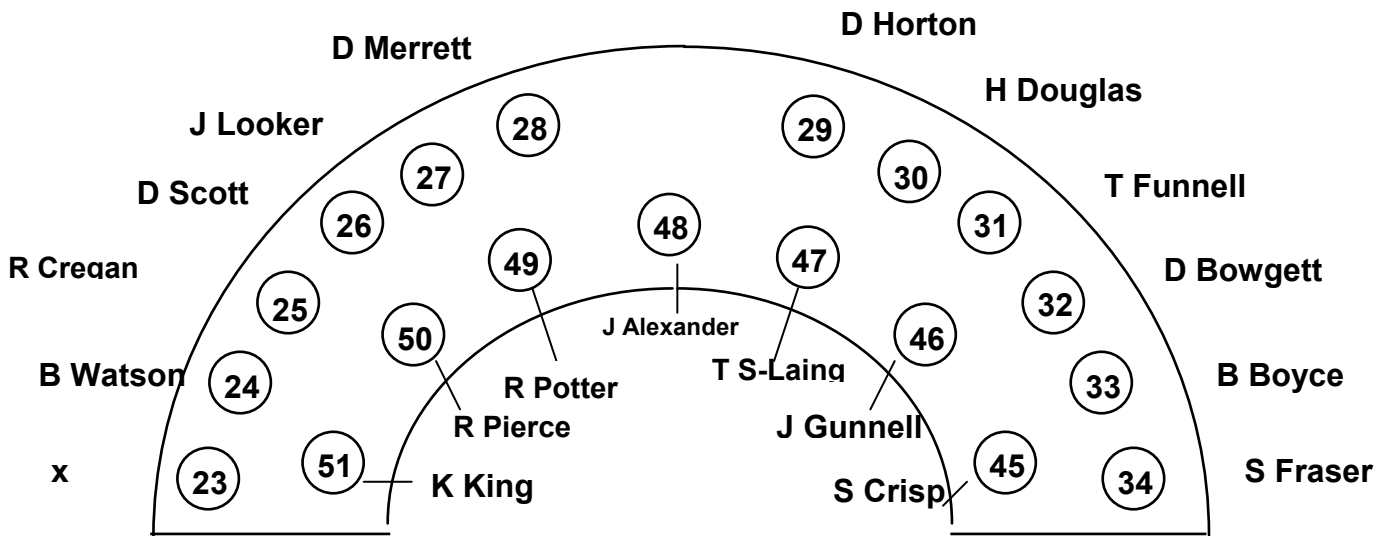 D Horton
D Merrett
H Douglas
28
29
J Looker
27
30
T Funnell
D Scott
26
31
48
49
47
R Cregan
D Bowgett
25
32
J Alexander
50
46
T S-Laing
B Watson
24
R Potter
33
B Boyce
R Pierce
J Gunnell
x
23
51
K King
S Crisp
45
34
S Fraser